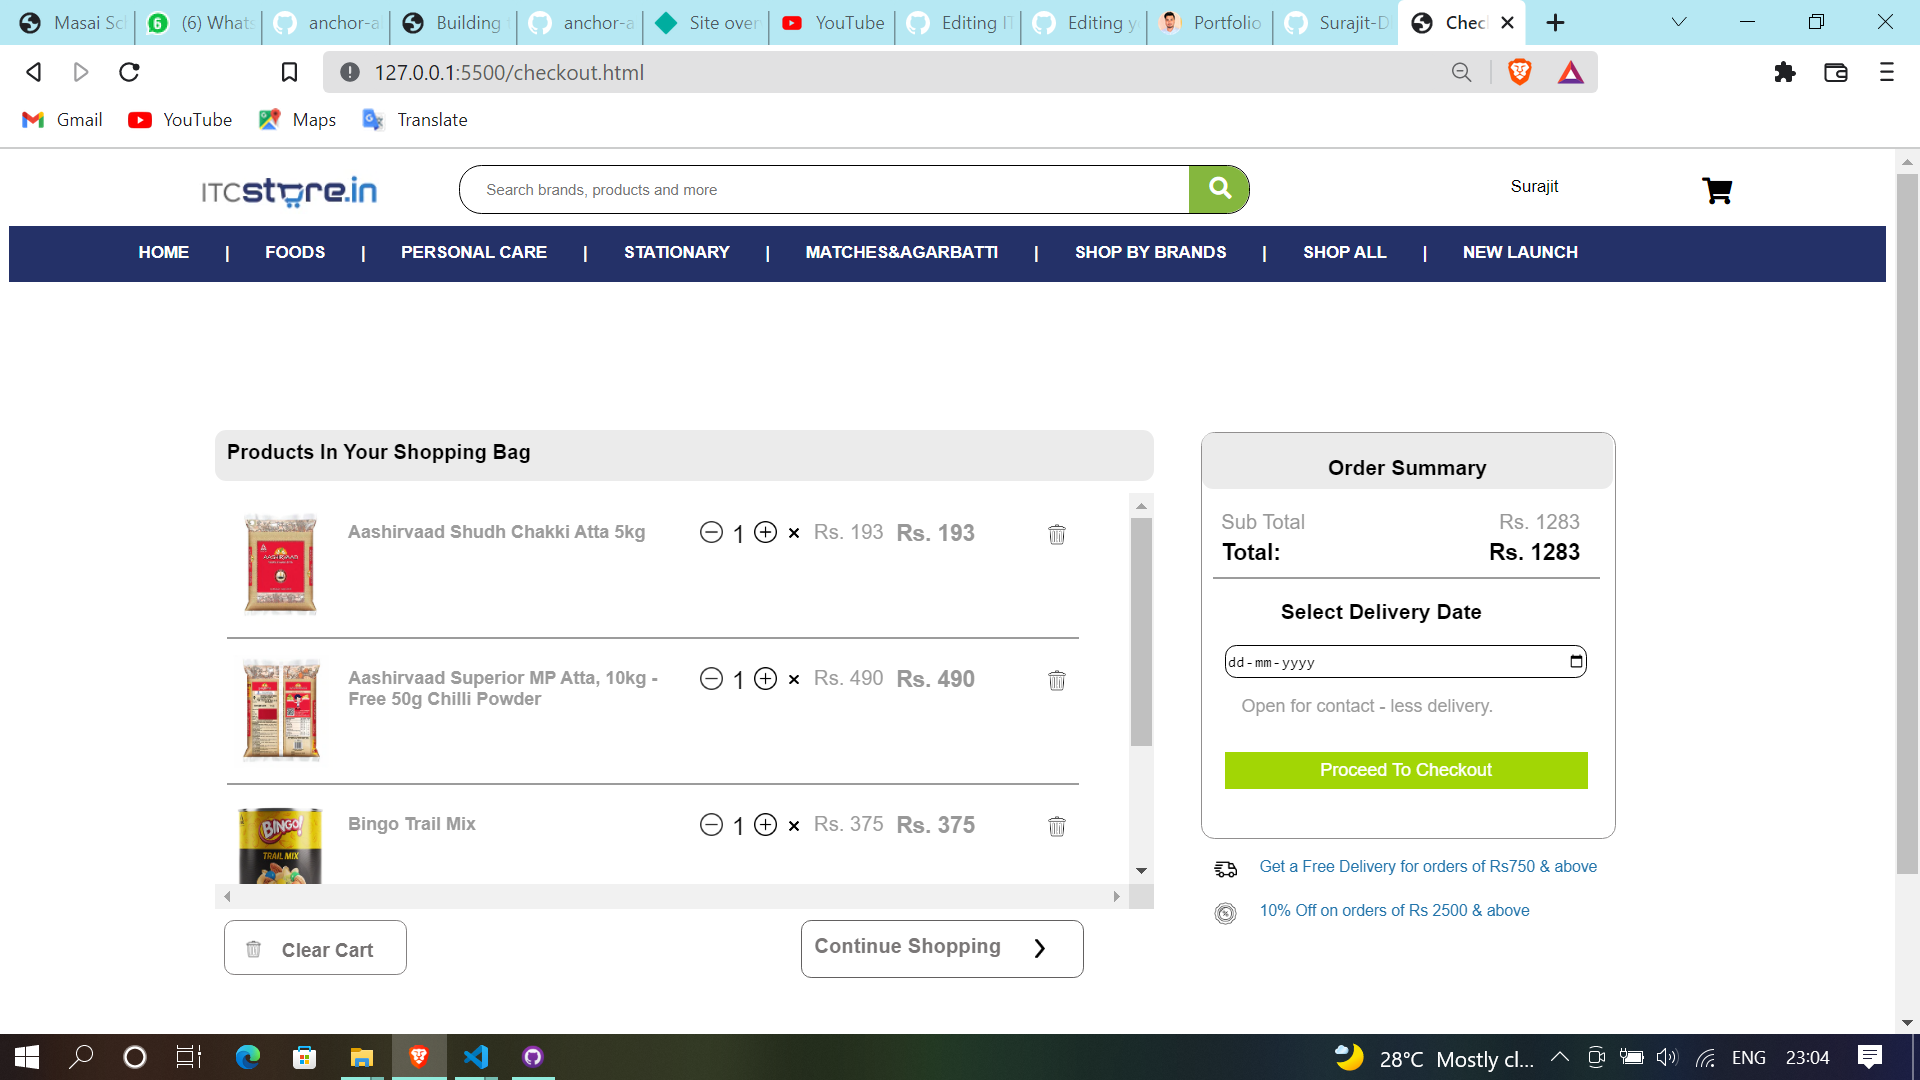 Masai Sc
(6) Whats
anchor-a
Building
anchor-a
Site over
YouTube
Editing IT
Editing y
Portfolio
Surajit-D
Chec
127.0.0.1:5500/checkout.html
Gmail
YouTube
Maps
Translate
ITCstore.in
Search brands, products and more
Surajit
HOME | FOODS | PERSONAL CARE | STATIONARY | MATCHES&AGARBATTI | SHOP BY BRANDS | SHOP ALL | NEW LAUNCH
Products In Your Shopping Bag
Aashirvaad Shudh Chakki Atta 5kg
1 × Rs. 193 Rs. 193
Aashirvaad Superior MP Atta, 10kg -
Free 50g Chilli Powder
1 × Rs. 490 Rs. 490
BINGO!
TRAIL MIX
Bingo Trail Mix
1 × Rs. 375 Rs. 375
Clear Cart
Continue Shopping
Order Summary
Sub Total Rs. 1283
Total: Rs. 1283
Select Delivery Date
dd-mm-yyyy
Open for contact - less delivery.
Proceed To Checkout
Get a Free Delivery for orders of Rs750 & above
10% Off on orders of Rs 2500 & above
28°C Mostly cl...
ENG
23:04